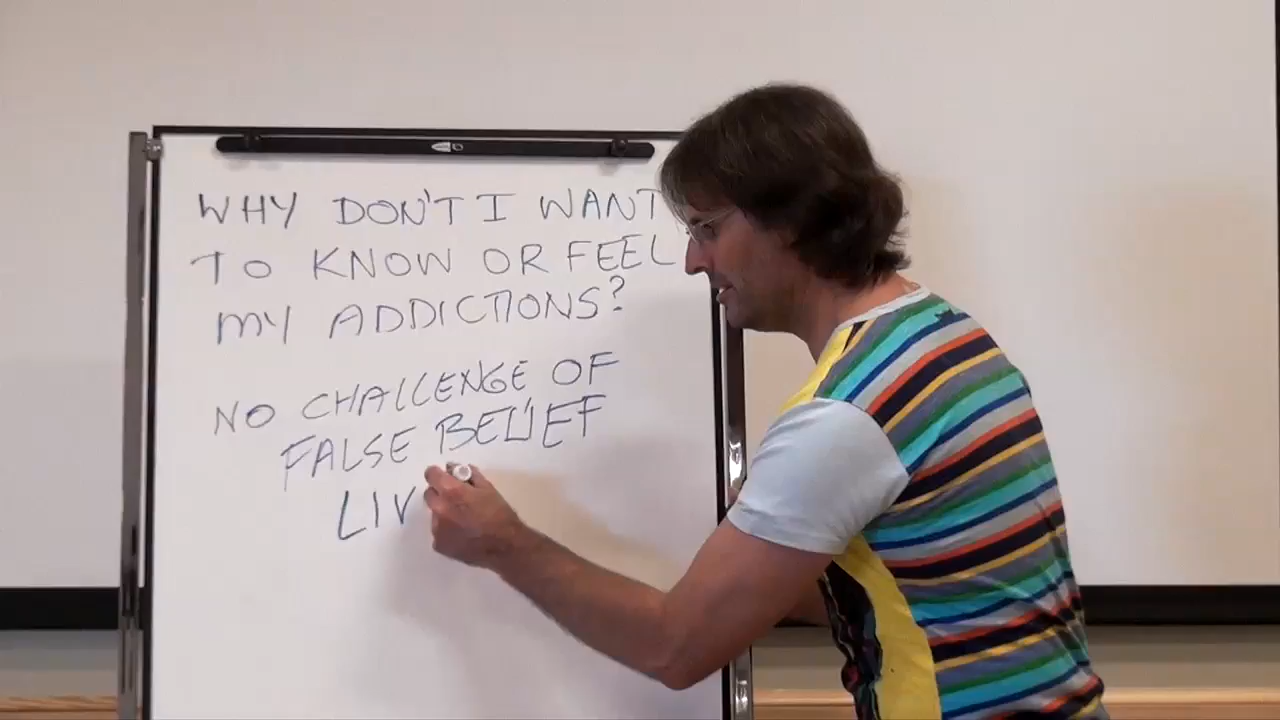 WHY DON'T I WANT
TO KNOW OR FEEL
MY ADDICTIONS?
NO CHALLENGE OF
FALSE BELIEF
LIV